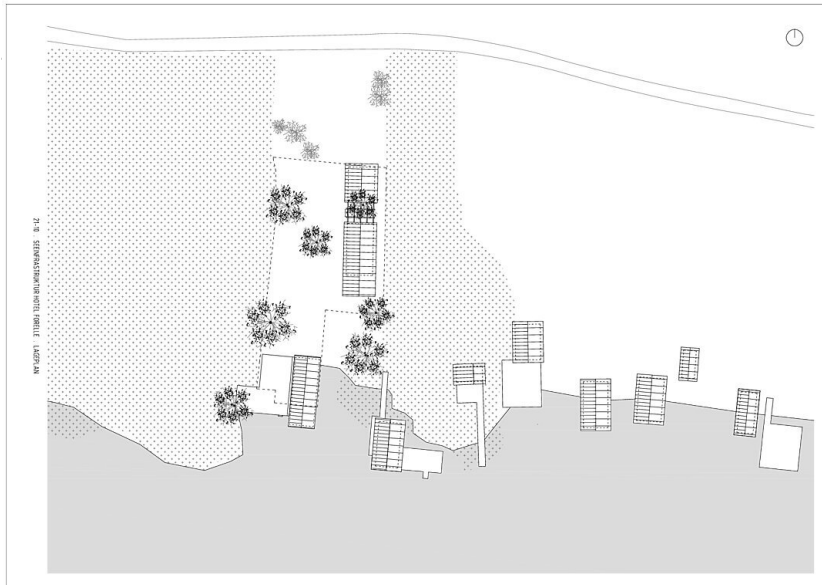 21-10 . SEEINFRASTRUKTUR HOTEL FORELLE . LAGEPLAN